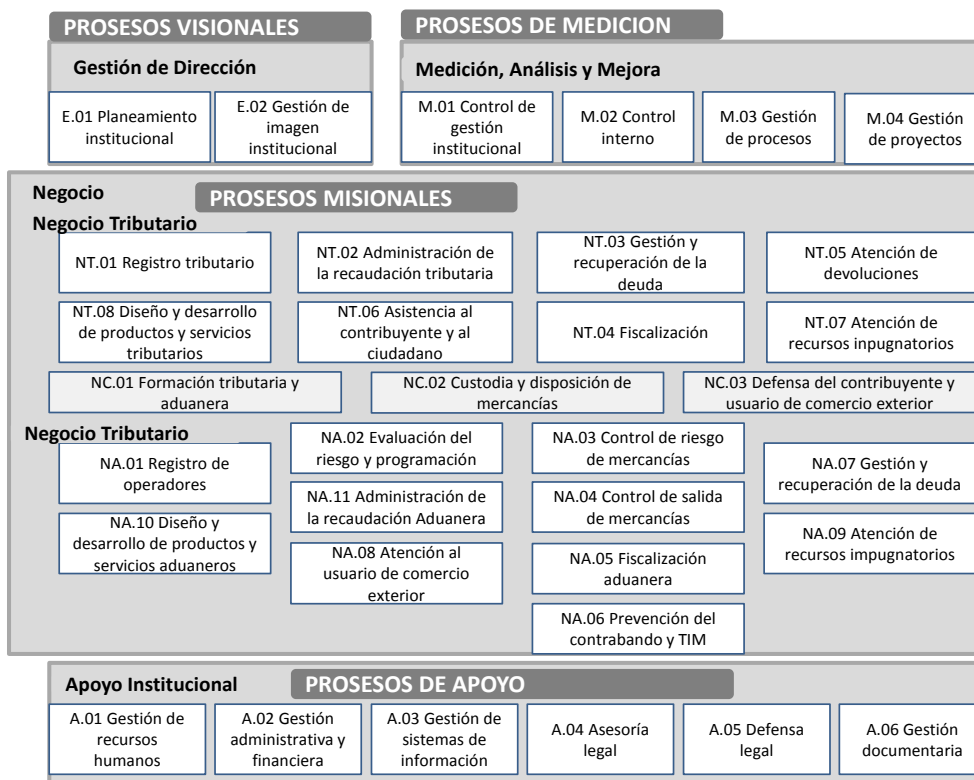 PROSESOS VISIONALES
Gestión de Dirección
E.01 Planeamiento
institucional
E.02 Gestión de
imagen
institucional
PROSESOS DE MEDICION
Medición, Análisis y Mejora
M.01 Control de
gestión
institucional
M.02 Control
interno
M.03 Gestión
de procesos
M.04 Gestión
de proyectos
Negocio
PROSESOS MISIONALES
Negocio Tributario
NT.01 Registro tributario
NT.02 Administración de
la recaudación tributaria
NT.03 Gestión y
recuperación de la
deuda
NT.05 Atención de
devoluciones
NT.08 Diseño y desarrollo
de productos y servicios
tributarios
NT.06 Asistencia al
contribuyente y al
ciudadano
NT.04 Fiscalización
NT.07 Atención de
recursos inpugnatorios
NC.01 Formación tributaria y
aduanera
NC.02 Custodia y disposición de
mercancías
NC.03 Defensa del contribuyente y
usuario de comercio exterior
Negocio Tributario
NA.01 Registro de
operadores
NA.10 Diseño y
desarrollo de productos y
servicios aduaneros
NA.02 Evaluación del
riesgo y programación
NA.11 Administración de
la recaudación Aduanera
NA.08 Atención al
usuario de comercio
exterior
NA.03 Control de riesgo
de mercancías
NA.04 Control de salida
de mercancías
NA.05 Fiscalización
aduanera
NA.06 Prevención del
contrabando y TIM
NA.07 Gestión y
recuperación de la deuda
NA.09 Atención de
recursos impugnatorios
Apoyo Institucional
PROSESOS DE APOYO
A.01 Gestión de
recursos
humanos
A.02 Gestión
administrativa y
financiera
A.03 Gestión de
sistemas de
información
A.04 Asesoría
legal
A.05 Defensa
legal
A.06 Gestión
documentaria